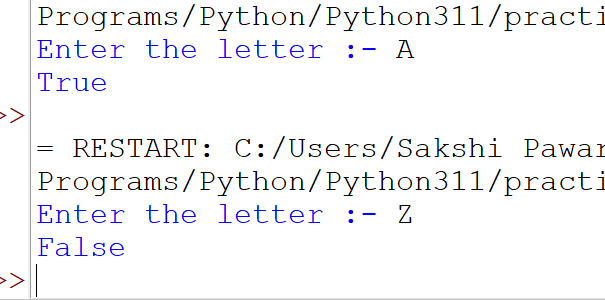 Programs/Python/Python311/practi
Enter the letter :- A
True
>>
= RESTART: C:/Users/Sakshi Pawar
Programs/Python/Python311/practi
Enter the letter :- Z
False
>>